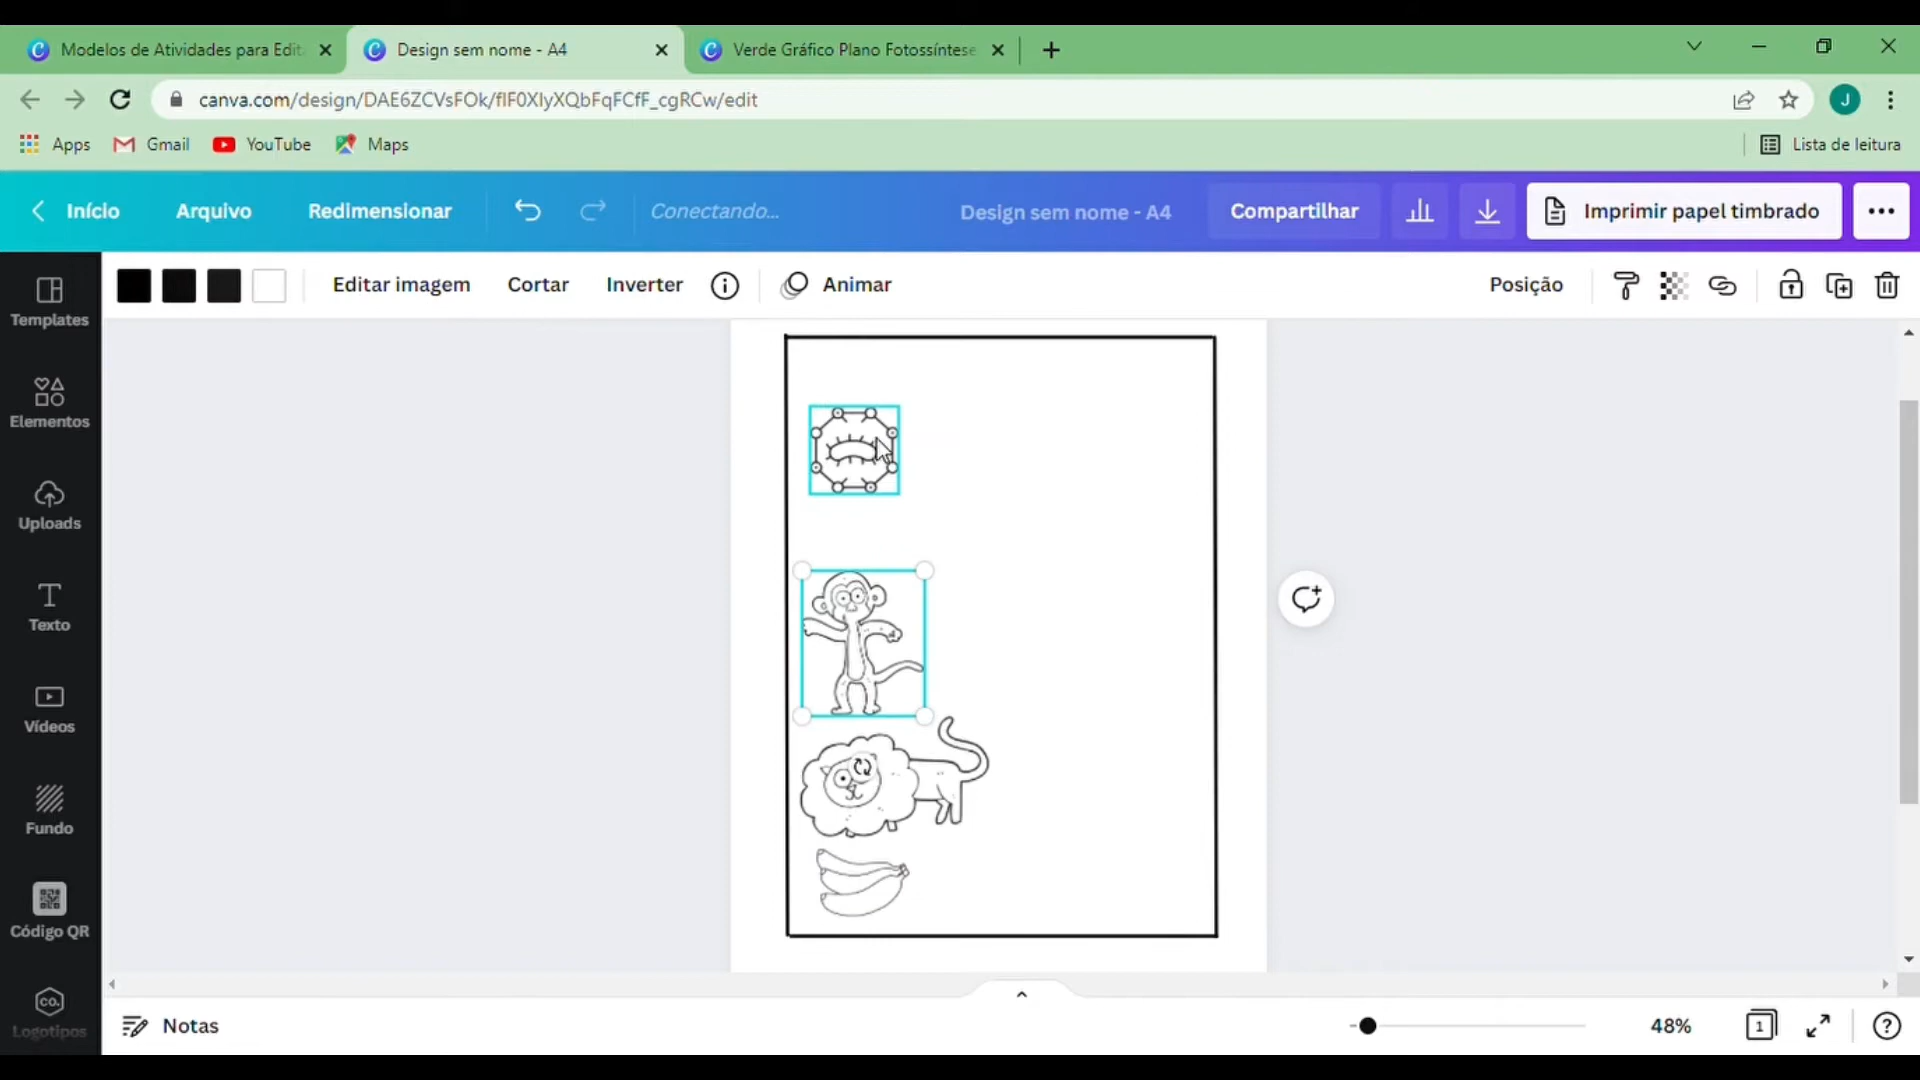 Modelos de Atividades para Edit
Design sem nome - A4
Verde Gráfico Plano Fotossíntese
canva.com/design/DAE6ZCVsFOk/fIF0XIyXQbFqFCfF_cgRCw/edit
J
Apps
Gmail
YouTube
Maps
Lista de leitura
Início
Arquivo
Redimensionar
Conectando...
Design sem nome - A4
Compartilhar
Imprimir papel timbrado
Editar imagem
Cortar
Inverter
Animar
Posição
Templates
Elementos
Uploads
Texto
Vídeos
Fundo
Código QR
CO.
Logotipos
Notas
48%
1